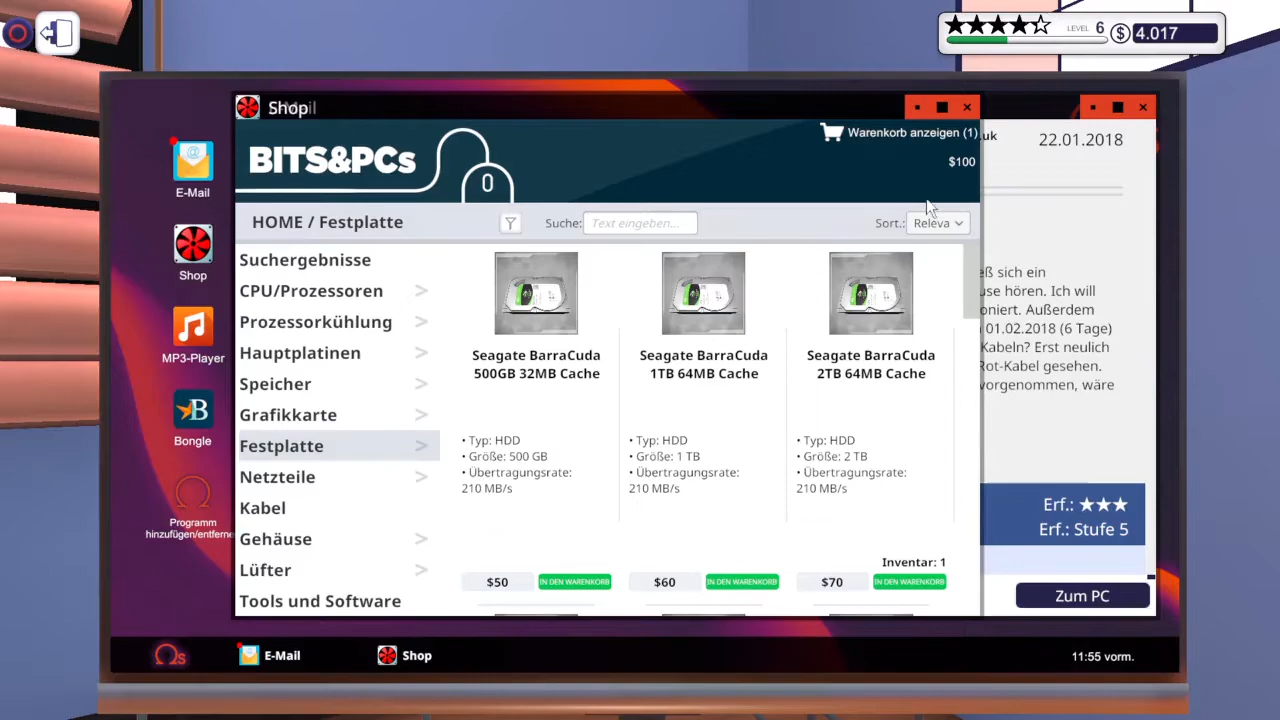 LEVEL 6 $ 4.017
Shop
Warenkorb anzeigen (1)
.uk
22.01.2018
BITS&PCs
0
$100
HOME / Festplatte
Suche:
Text eingeben...
Sort.:
Releva
E-Mail
Shop
MP3-Player
Bongle
Programm
hinzufügen/entferne
Suchergebnisse
CPU/Prozessoren >
Prozessorkühlung >
Hauptplatinen >
Speicher >
Grafikkarte >
Festplatte >
Netzteile >
Kabel
Gehäuse >
Lüfter >
Tools und Software
Seagate BarraCuda
500GB 32MB Cache
• Typ: HDD
• Größe: 500 GB
• Übertragungsrate:
210 MB/s
$50
IN DEN WARENKORB
Seagate BarraCuda
1TB 64MB Cache
• Typ: HDD
• Größe: 1 TB
• Übertragungsrate:
210 MB/s
$60
IN DEN WARENKORB
Seagate BarraCuda
2TB 64MB Cache
• Typ: HDD
• Größe: 2 TB
• Übertragungsrate:
210 MB/s
Inventar: 1
$70
IN DEN WARENKORB
eß sich ein
use hören. Ich will
oniert. Außerdem
01.02.2018 (6 Tage)
Kabeln? Erst neulich
Rot-Kabel gesehen.
vorgenommen, wäre
Erf.: ★★★
Erf.: Stufe 5
Zum PC
Ωs
E-Mail
Shop
11:55 vorm.